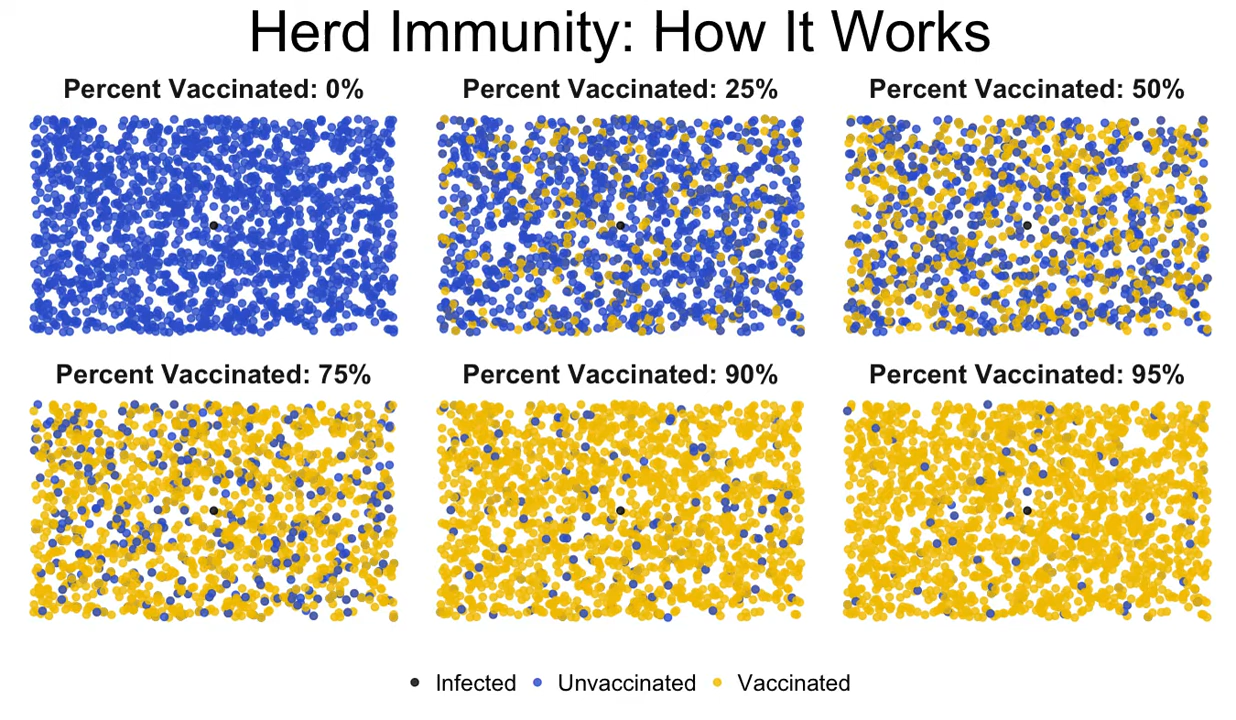 Herd Immunity: How It Works
Percent Vaccinated: 0%
Percent Vaccinated: 25%
Percent Vaccinated: 50%
Percent Vaccinated: 75%
Percent Vaccinated: 90%
Percent Vaccinated: 95%
Infected
Unvaccinated
Vaccinated